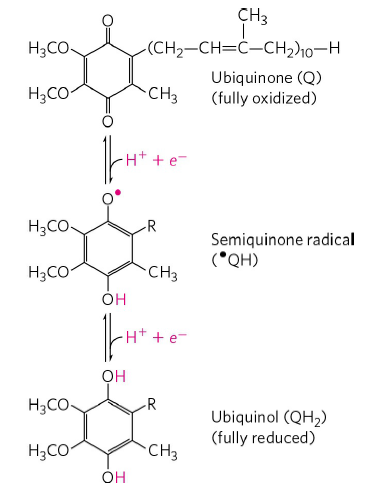 O
CH₃
H₃CO
(CH₂—CH=C—CH₂)₁₀—H
H₃CO
CH₃
O
Ubiquinone (Q)
(fully oxidized)
H⁺ + e⁻
O•
H₃CO
R
H₃CO
CH₃
OH
Semiquinone radical
(•QH)
H⁺ + e⁻
OH
H₃CO
R
H₃CO
CH₃
OH
Ubiquinol (QH₂)
(fully reduced)